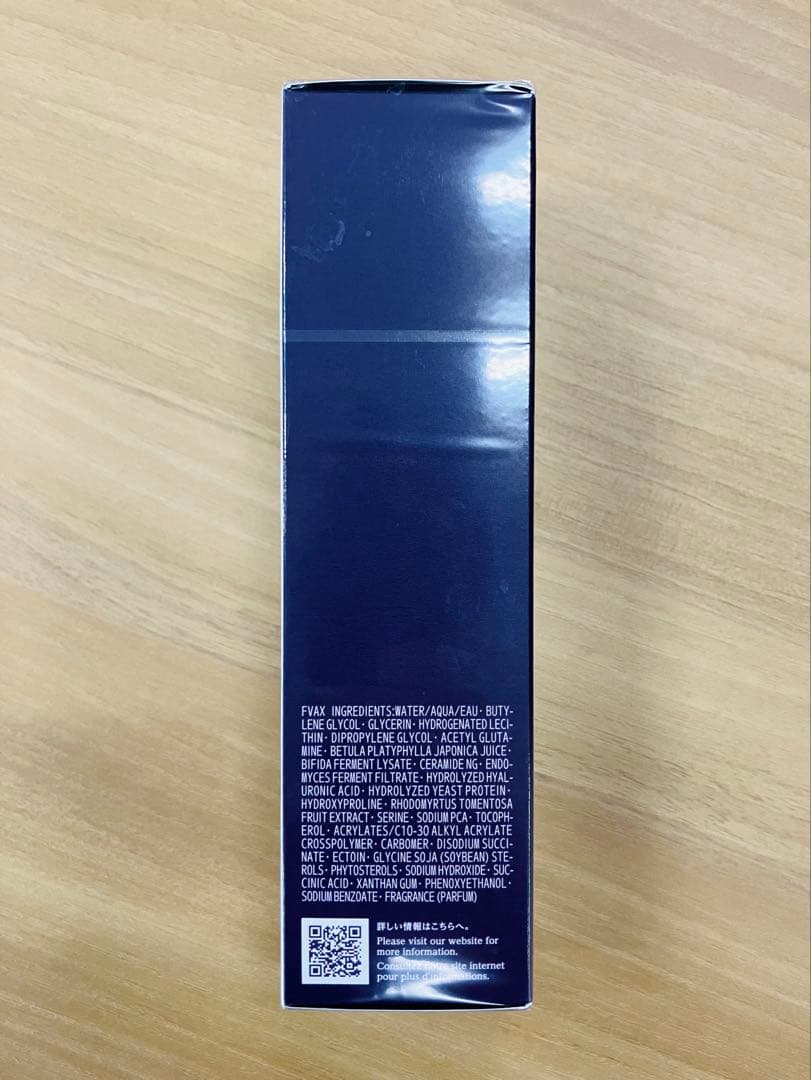 FVAX INGREDIENTS:WATER/AQUA/EAU· BUTY-
LENE GLYCOL· GLYCERIN· HYDROGENATED LECI-
THIN· DIPROPYLENE GLYCOL· ACETYL GLUTA-
MINE· BETULA PLATYPHYLLA JAPONICA JUICE·
BIFIDA FERMENT LYSATE· CERAMIDE NG· ENDO-
MYCES FERMENT FILTRATE· HYDROLYZED HYAL-
URONIC ACID· HYDROLYZED YEAST PROTEIN·
HYDROXYPROLINE· RHODOMYRTUS TOMENTOSA
FRUIT EXTRACT· SERINE· SODIUM PCA· TOCOPH-
EROL· ACRYLATES/C10-30 ALKYL ACRYLATE
CROSSPOLYMER· CARBOMER· DISODIUM SUCCI-
NATE· ECTOIN· GLYCINE SOJA (SOYBEAN) STE-
ROLS· PHYTOSTEROLS· SODIUM HYDROXIDE· SUC-
CINIC ACID· XANTHAN GUM· PHENOXYETHANOL·
SODIUM BENZOATE· FRAGRANCE (PARFUM)
詳しい情報はこちらへ。
Please visit our website for
more information.
Consultez notre site internet
pour plus d'informations.